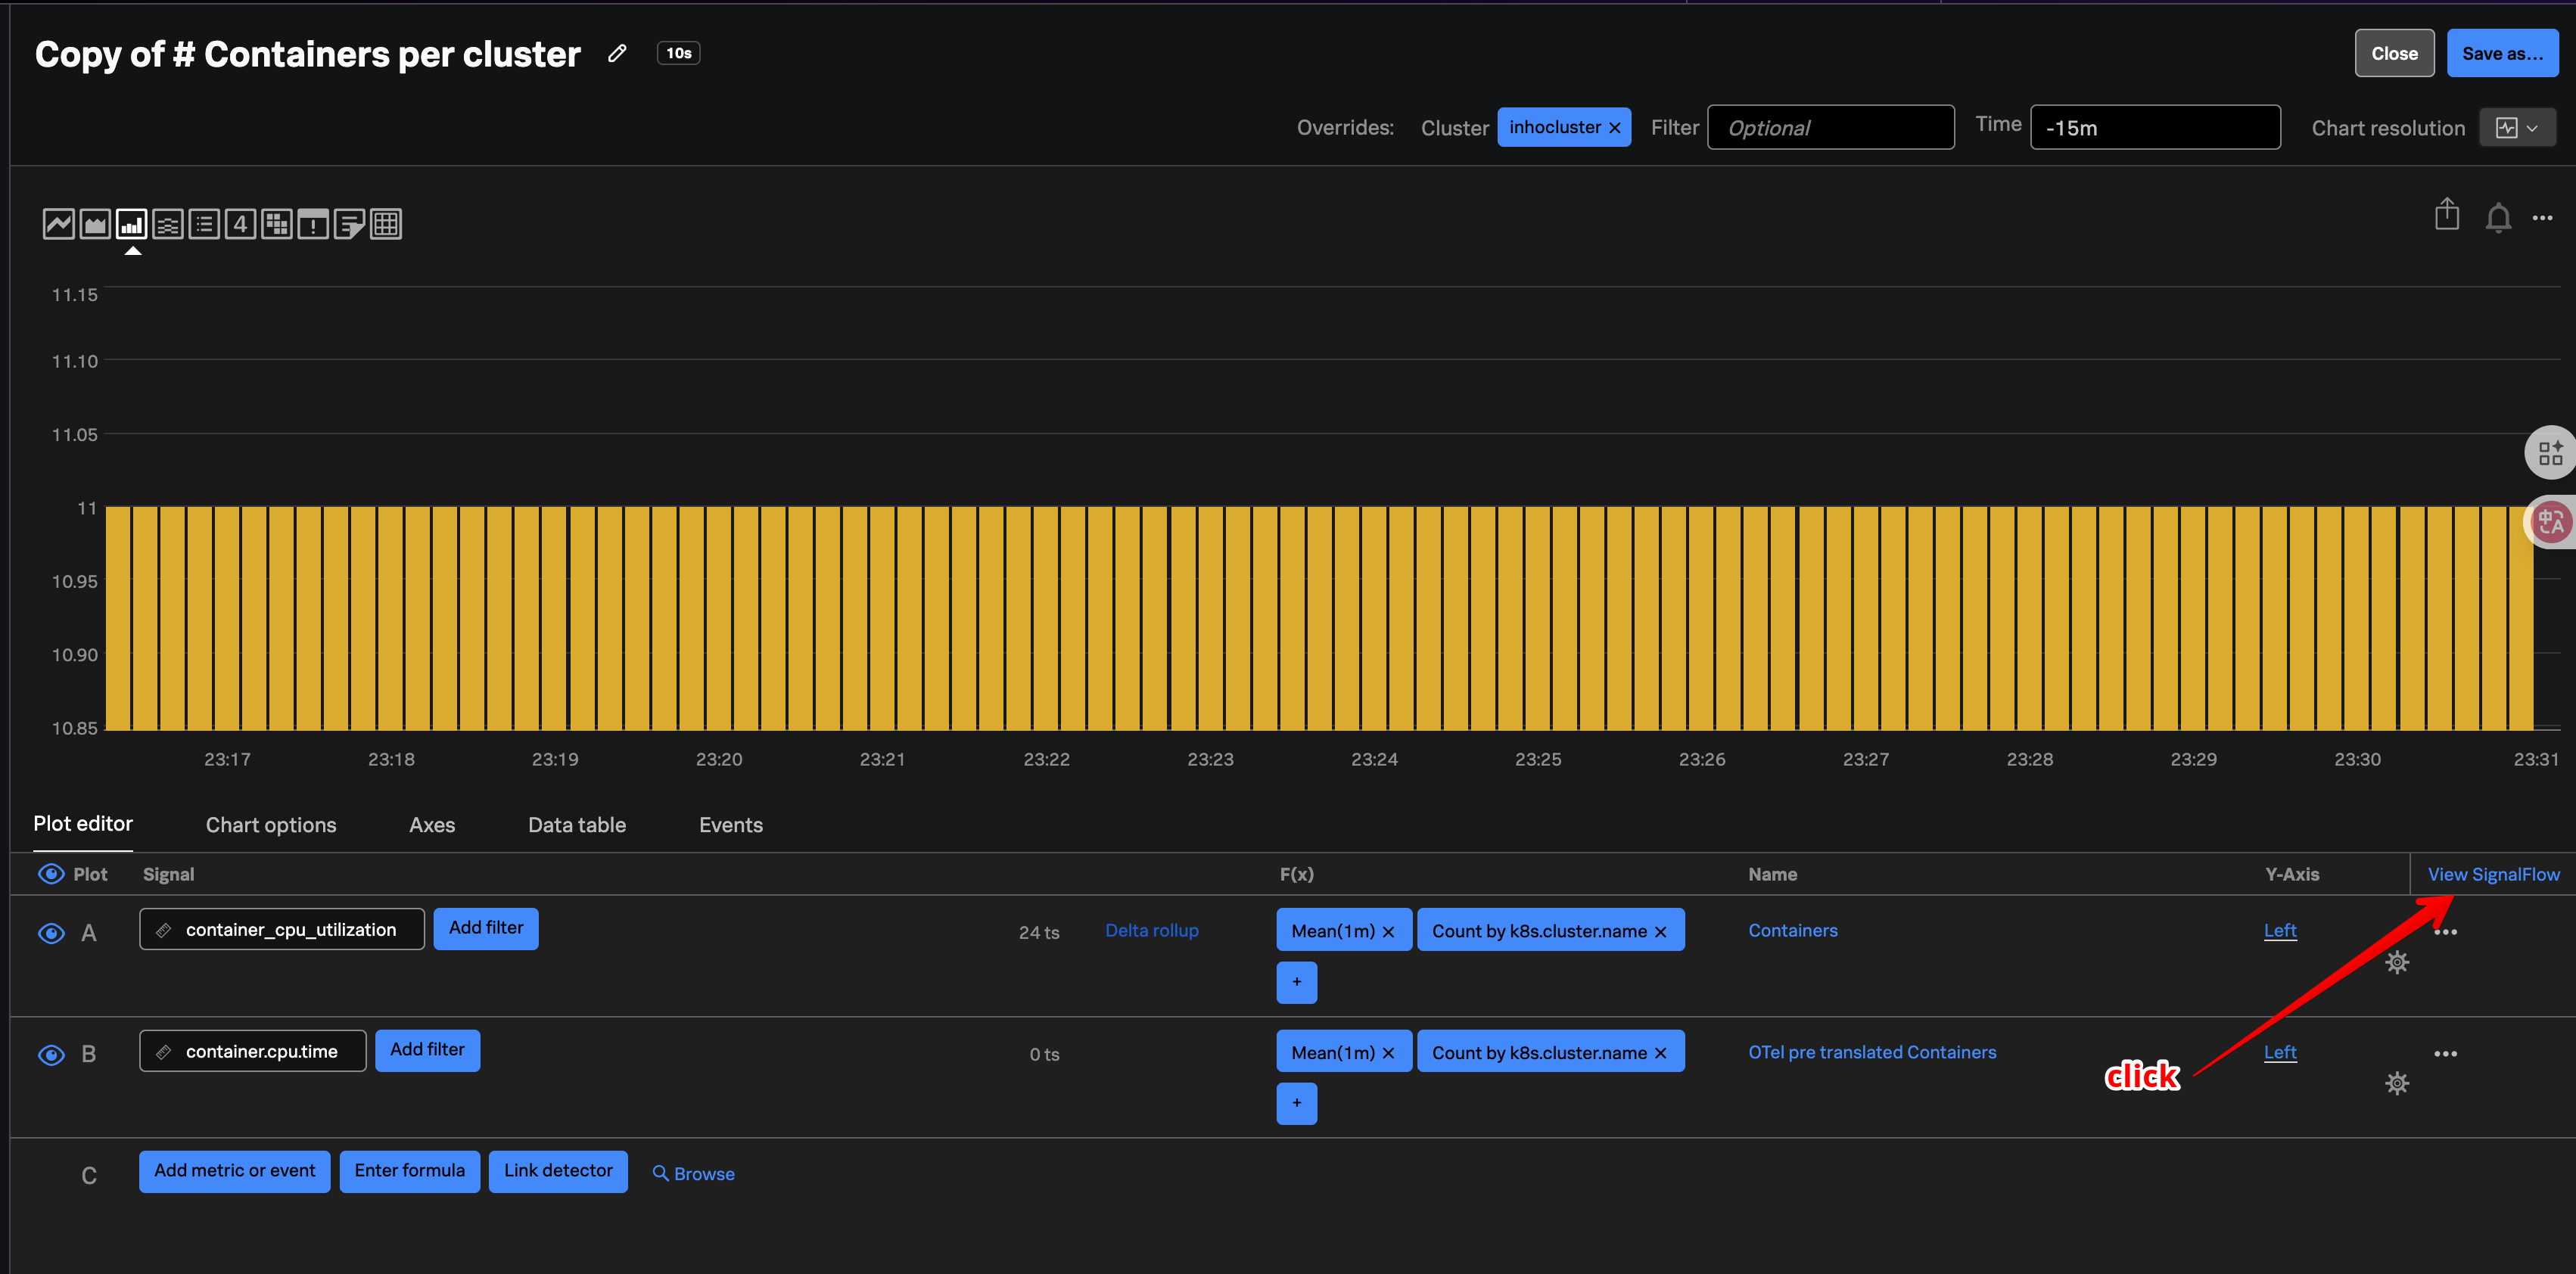 Copy of # Containers per cluster 10s Close Save as...
Overrides: Cluster inhocluster × Filter Optional Time -15m Chart resolution
4 ! ...
11.15
11.10
11.05
11
10.95
10.90
10.85
23:17 23:18 23:19 23:20 23:21 23:22 23:23 23:24 23:25 23:26 23:27 23:28 23:29 23:30 23:31
中A
Plot editor Chart options Axes Data table Events
Plot Signal F(x) Name Y-Axis View SignalFlow
A container_cpu_utilization Add filter 24 ts Delta rollup Mean(1m) × Count by k8s.cluster.name × Containers Left ...
+
B container.cpu.time Add filter 0 ts Mean(1m) × Count by k8s.cluster.name × OTel pre translated Containers Left ...
click
+
C Add metric or event Enter formula Link detector Browse